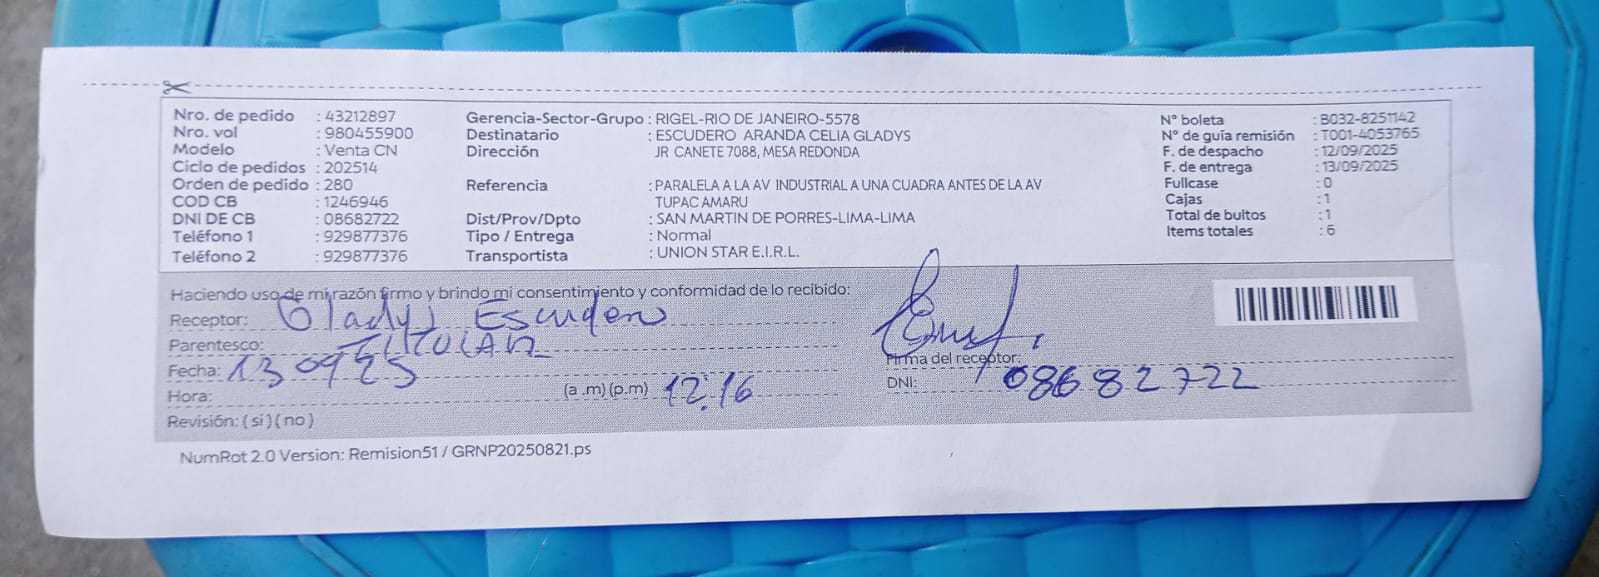 Nro. de pedido : 43212897
Nro. vol : 980455900
Modelo : Venta CN
Ciclo de pedidos : 202514
Orden de pedido : 280
COD CB : 1246946
DNI DE CB : 08682722
Teléfono 1 : 929877376
Teléfono 2 : 929877376
Gerencia-Sector-Grupo : RIGEL-RIO DE JANEIRO-5578
Destinatario : ESCUDERO ARANDA CELIA GLADYS
Dirección JR CANETE 7088, MESA REDONDA
Referencia : PARALELA A LA AV INDUSTRIAL A UNA CUADRA ANTES DE LA AV
TUPAC AMARU
Dist/Prov/Dpto : SAN MARTIN DE PORRES-LIMA-LIMA
Tipo / Entrega : Normal
Transportista : UNION STAR E.I.R.L.
N° boleta : B032-8251142
N° de guía remisión : T001-4053765
F. de despacho : 12/09/2025
F. de entrega : 13/09/2025
Fullcase : 0
Cajas : 1
Total de bultos : 1
Items totales : 6
Haciendo uso de mi razón firmo y brindo mi consentimiento y conformidad de lo recibido:
Receptor: Gladys Escudero
Parentesco: TITULAR
Firma del receptor:
Fecha: 13 09 25
DNI: 08682722
Hora: (a .m) (p.m) 12:16
Revisión: ( si ) ( no )
NumRot 2.0 Version: Remision51 / GRNP20250821.ps